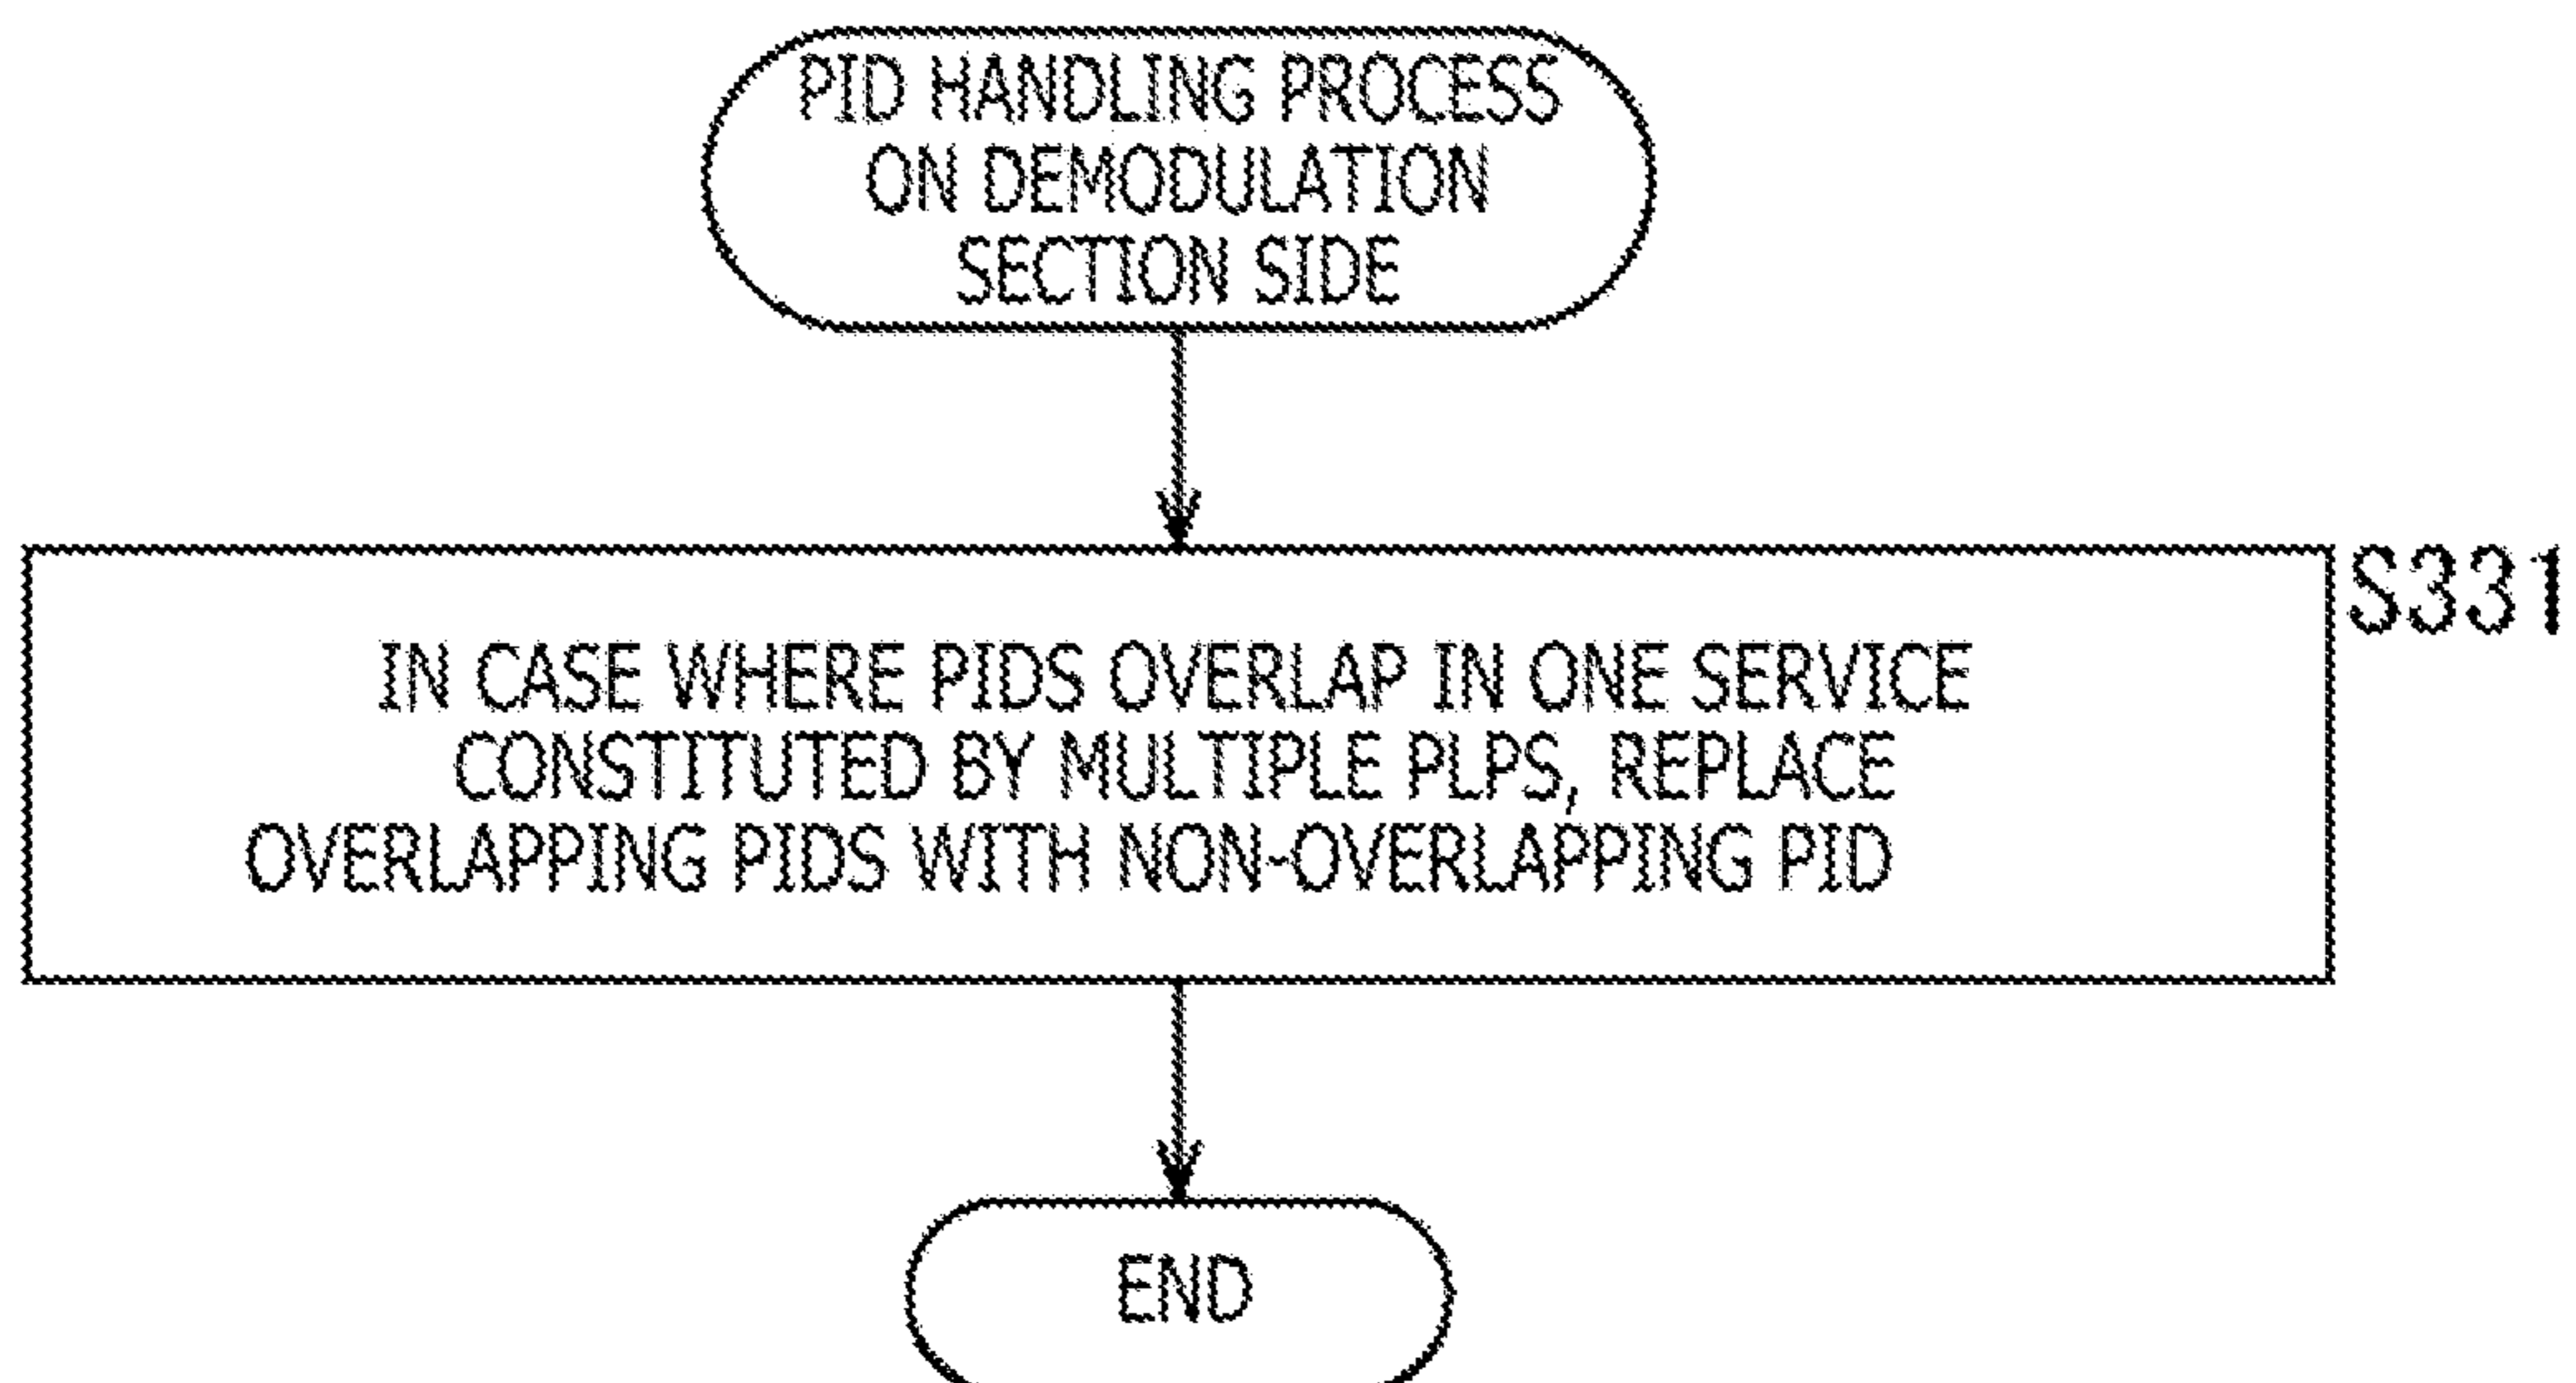 PID HANDLING PROCESS
ON DEMODULATION
SECTION SIDE
S331
IN CASE WHERE PIDS OVERLAP IN ONE SERVICE
CONSTITUTED BY MULTIPLE PLPS, REPLACE
OVERLAPPING PIDS WITH NON-OVERLAPPING PID
END